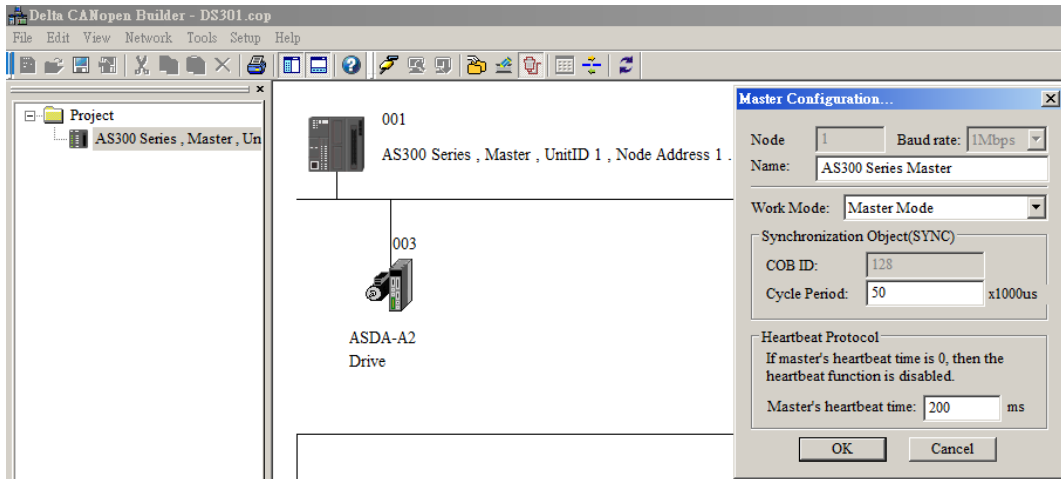 Delta CANopen Builder - DS301.cop
File Edit View Network Tools Setup Help
Project
AS300 Series , Master , Un
001
AS300 Series , Master , UnitID 1 , Node Address 1 .
003
ASDA-A2
Drive
Master Configuration...
Node 1 Baud rate: 1Mbps
Name: AS300 Series Master
Work Mode: Master Mode
Synchronization Object(SYNC)
COB ID: 128
Cycle Period: 50 x1000us
Heartbeat Protocol
If master's heartbeat time is 0, then the
heartbeat function is disabled.
Master's heartbeat time: 200 ms
OK Cancel